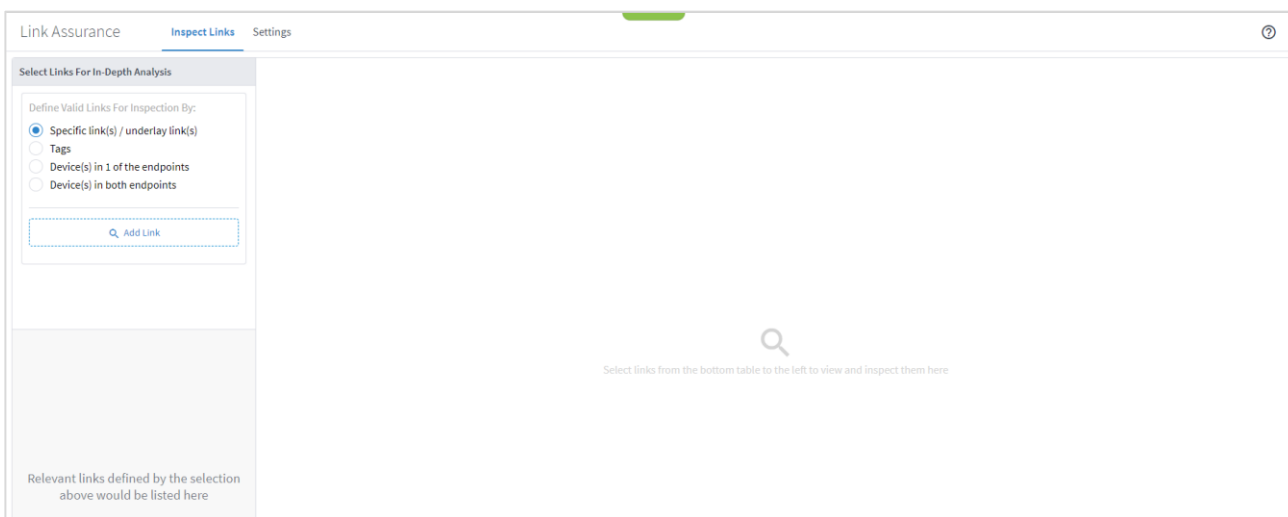 Link Assurance
Inspect Links
Settings
Select Links For In-Depth Analysis
Define Valid Links For Inspection By:
Specific link(s) / underlay link(s)
Tags
Device(s) in 1 of the endpoints
Device(s) in both endpoints
Add Link
Relevant links defined by the selection
above would be listed here
Select links from the bottom table to the left to view and inspect them here